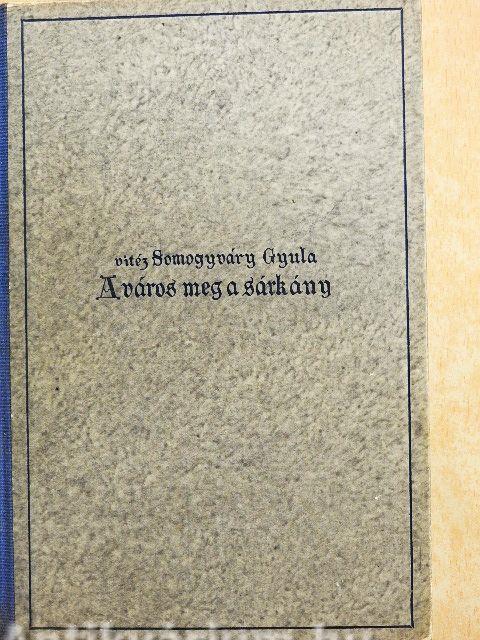 vitéz Somogyváry Gyula
A város meg a sárkány